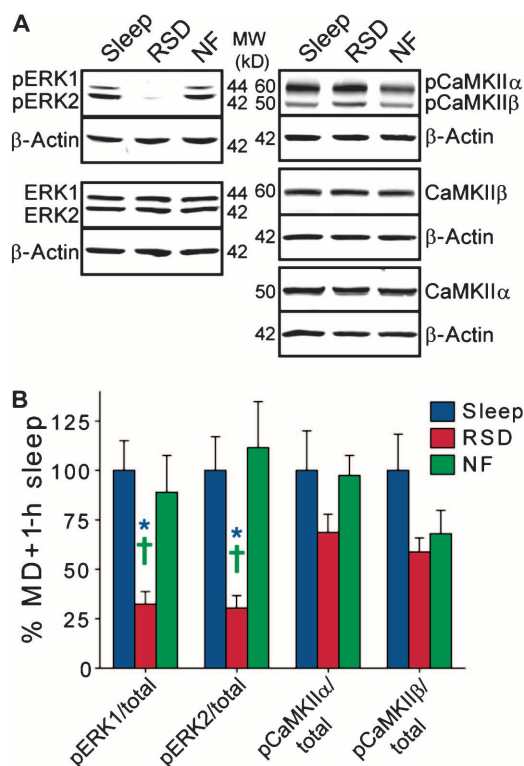 A
Sleep RSD NF MW (kD) Sleep RSD NF
pERK1 44 60 pCaMKIIα
pERK2 42 50 pCaMKIIβ
β-Actin 42 42 β-Actin
ERK1 44 60 CaMKIIβ
ERK2 42
β-Actin 42 42 β-Actin
50 CaMKIIα
42 β-Actin
B
% MD+1-h sleep
125
100
75
50
25
0
Sleep
RSD
NF
* *
† †
pERK1/total
pERK2/total
pCaMKIIα/
total
pCaMKIIβ/
total